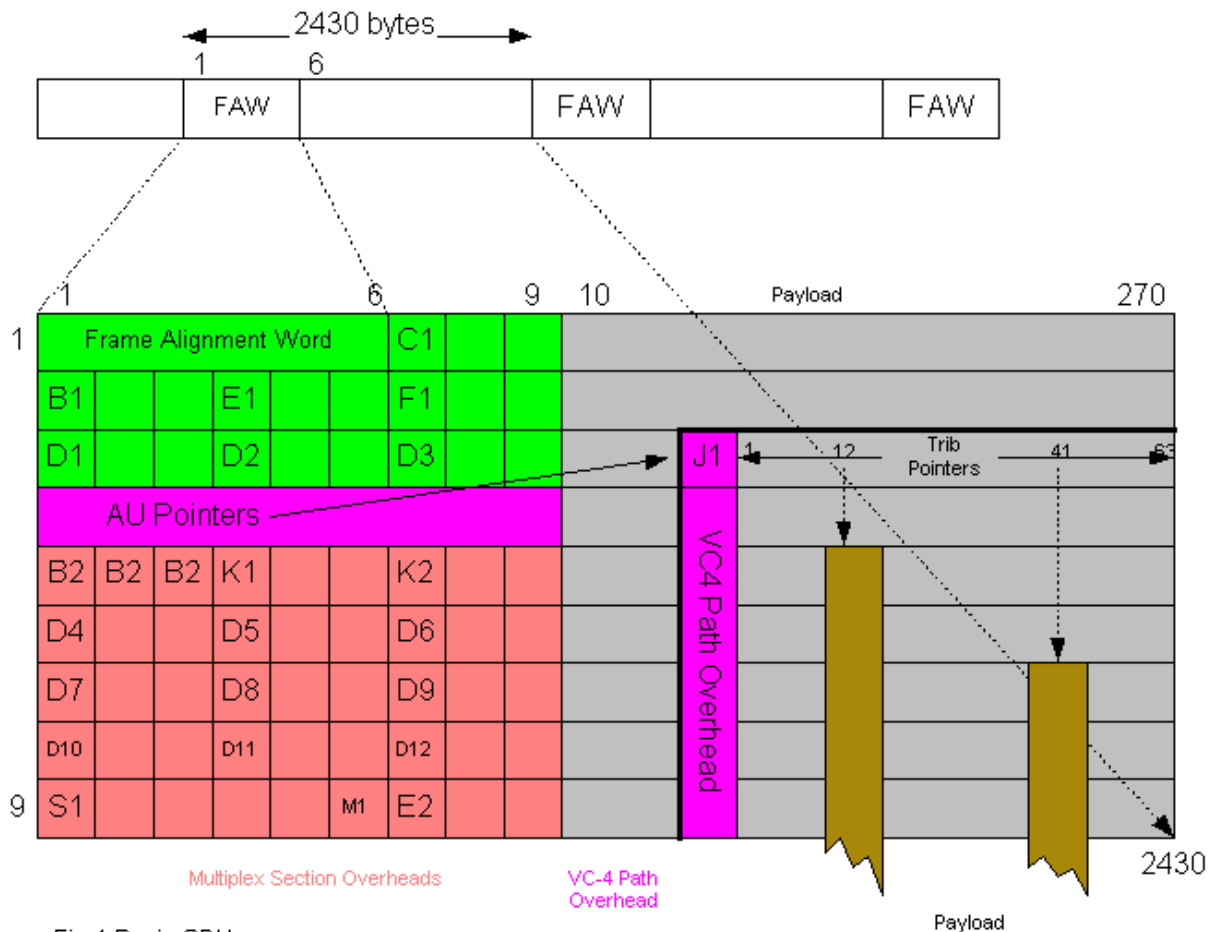 2430 bytes
1 6
FAW FAW FAW
1 6 9 10 Payload 270
1 Frame Alignment Word C1
B1 E1 F1
D1 D2 D3 J1 1 12 Trib Pointers 41 63
AU Pointers
VC4 Path Overhead
B2 B2 B2 K1 K2
D4 D5 D6
D7 D8 D9
D10 D11 D12
9 S1 M1 E2
2430
Multiplex Section Overheads
VC-4 Path
Overhead
Payload